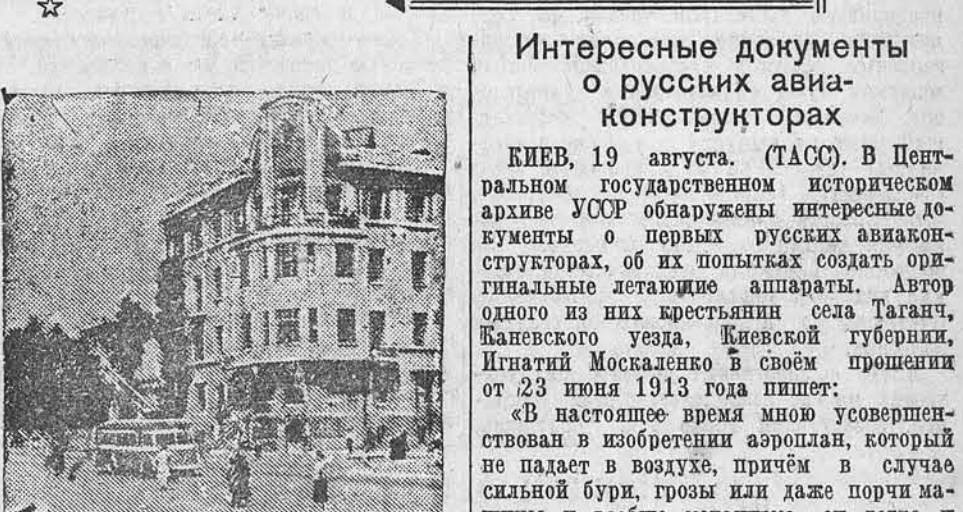 Интересные документы
о русских авиа-
конструкторах
КИЕВ, 19 августа. (ТАСС). В Цент-
ральном государственном историческом
архиве УССР обнаружены интересные до-
кументы о первых русских авиакон-
структорах, об их попытках создать ори-
гинальные летающие аппараты. Автор
одного из них крестьянин села Таганч,
Каневского уезда, Киевской губернии,
Игнатий Москаленко в своём прошении
от 23 июня 1913 года пишет:
«В настоящее время мною усовершен-
ствован в изобретении аэроплан, который
не падает в воздухе, причём в случае
сильной бури, грозы или даже порчи ма-